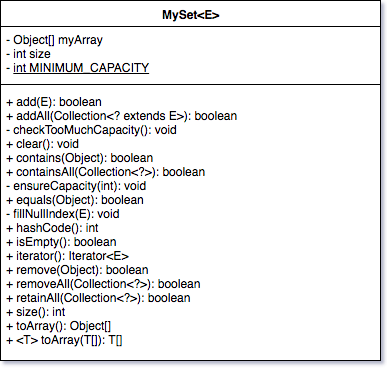 MySet<E>
- Object[] myArray
- int size
- int MINIMUM_CAPACITY
+ add(E): boolean
+ addAll(Collection<? extends E>): boolean
- checkTooMuchCapacity(): void
+ clear(): void
+ contains(Object): boolean
+ containsAll(Collection<?>): boolean
- ensureCapacity(int): void
+ equals(Object): boolean
- fillNullIndex(E): void
+ hashCode(): int
+ isEmpty(): boolean
+ iterator(): Iterator<E>
+ remove(Object): boolean
+ removeAll(Collection<?>): boolean
+ retainAll(Collection<?>): boolean
+ size(): int
+ toArray(): Object[]
+ <T> toArray(T[]): T[]